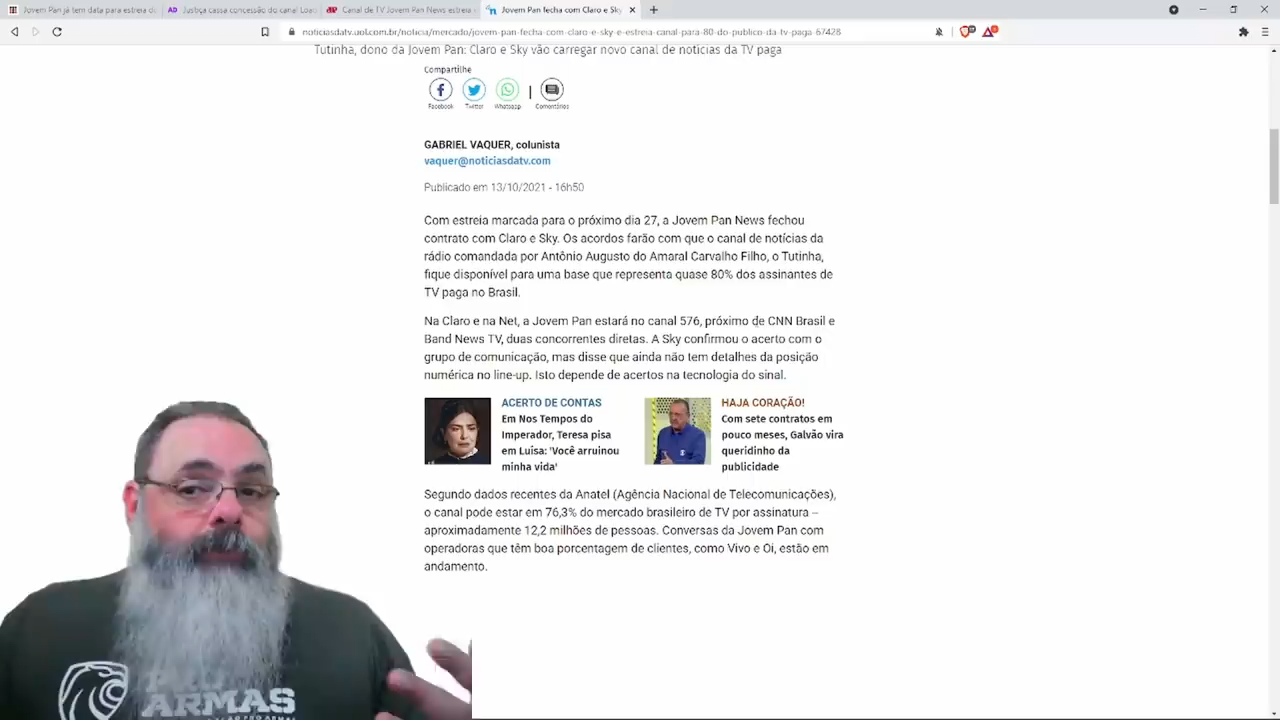 Jovem Pan já tem data para estreia d
Justiça cassa concessão do canal Loa
Canal de TV Jovem Pan News estreia
Jovem Pan fecha com Claro e Sky
noticiasdatv.uol.com.br/noticia/mercado/jovem-pan-fecha-com-claro-e-sky-e-estreia-canal-para-80-do-publico-da-tv-paga-67428
Tutinha, dono da Jovem Pan: Claro e Sky vão carregar novo canal de notícias da TV paga
Compartilhe
Facebook Twitter Whatsapp Comentários
GABRIEL VAQUER, colunista
vaquer@noticiasdatv.com
Publicado em 13/10/2021 - 16h50
Com estreia marcada para o próximo dia 27, a Jovem Pan News fechou
contrato com Claro e Sky. Os acordos farão com que o canal de notícias da
rádio comandada por Antônio Augusto do Amaral Carvalho Filho, o Tutinha,
fique disponível para uma base que representa quase 80% dos assinantes de
TV paga no Brasil.
Na Claro e na Net, a Jovem Pan estará no canal 576, próximo de CNN Brasil e
Band News TV, duas concorrentes diretas. A Sky confirmou o acerto com o
grupo de comunicação, mas disse que ainda não tem detalhes da posição
numérica no line-up. Isto depende de acertos na tecnologia do sinal.
ACERTO DE CONTAS
Em Nos Tempos do
Imperador, Teresa pisa
em Luísa: 'Você arruinou
minha vida'
HAJA CORAÇÃO!
Com sete contratos em
pouco meses, Galvão vira
queridinho da
publicidade
Segundo dados recentes da Anatel (Agência Nacional de Telecomunicações),
o canal pode estar em 76,3% do mercado brasileiro de TV por assinatura –
aproximadamente 12,2 milhões de pessoas. Conversas da Jovem Pan com
operadoras que têm boa porcentagem de clientes, como Vivo e Oi, estão em
andamento.
ARMAS